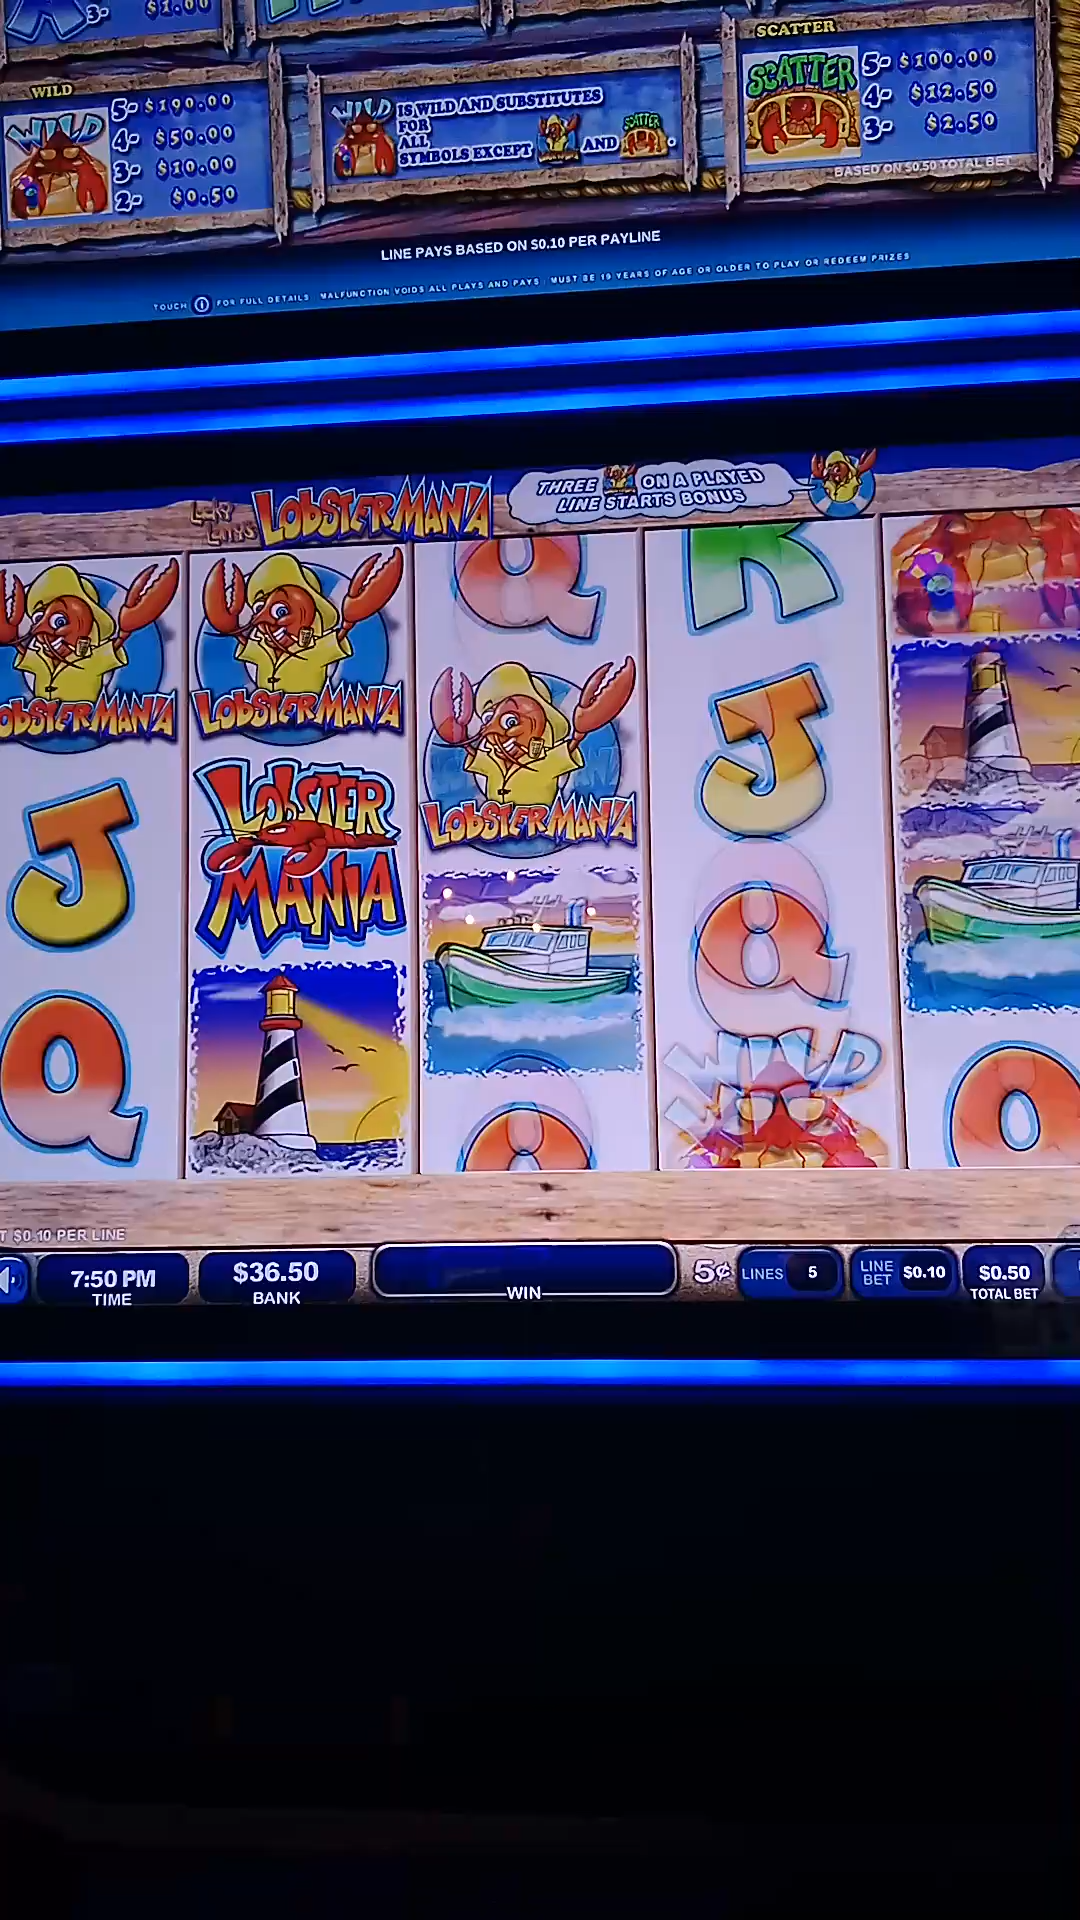 3- $1.00
WILD
WILD
5- $190.00
4- $50.00
3- $10.00
2- $0.50
WILD IS WILD AND SUBSTITUTES
FOR
ALL
SYMBOLS EXCEPT AND SCATTER .
SCATTER
SCATTER
5- $100.00
4- $12.50
3- $2.50
BASED ON $0.50 TOTAL BET
LINE PAYS BASED ON $0.10 PER PAYLINE
TOUCH i FOR FULL DETAILS MALFUNCTION VOIDS ALL PLAYS AND PAYS MUST BE 19 YEARS OF AGE OR OLDER TO PLAY OR REDEEM PRIZES
LOBSTERMANIA
THREE ON A PLAYED
LINE STARTS BONUS
OBSTERMANIA
LOBSTERMANIA
Q
LOBSTERMANIA
J
LOBSTER
MANIA
J
Q
Q
Q
WILD
Q
T $0.10 PER LINE
7:50 PM
TIME
$36.50
BANK
WIN
5¢
LINES 5
LINE
BET $0.10
$0.50
TOTAL BET